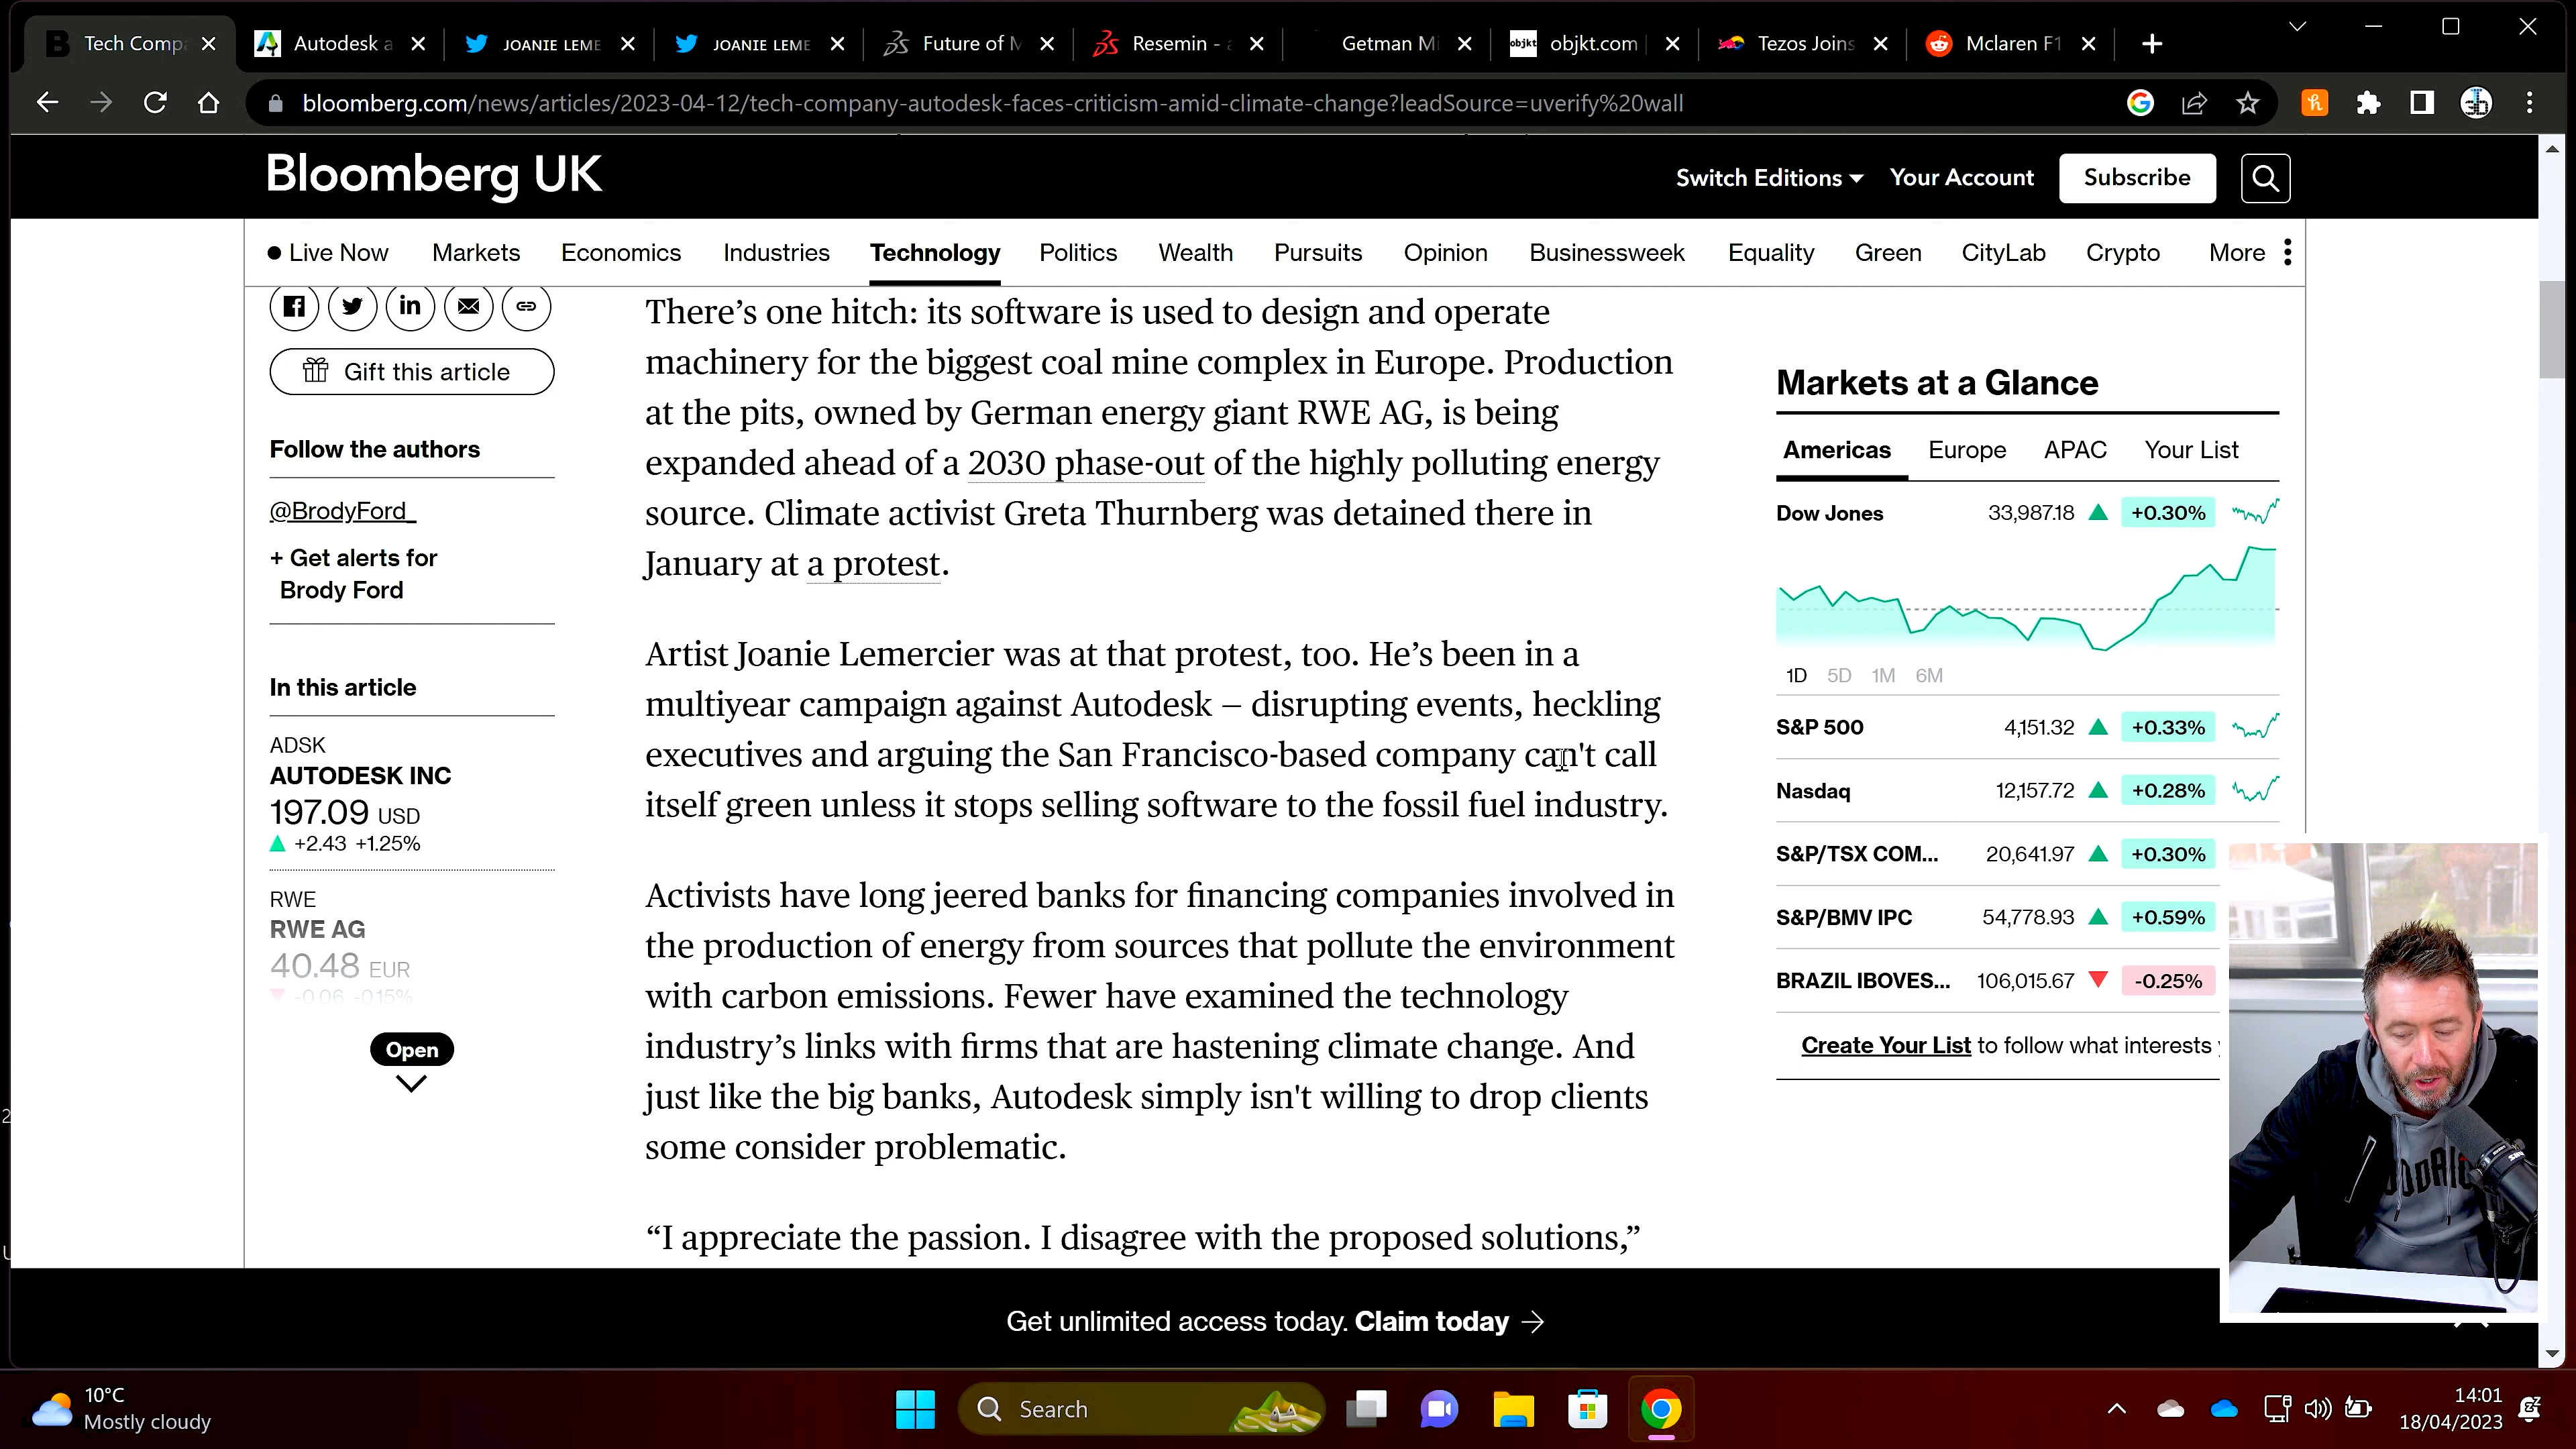 Tech Comp
Autodesk a
JOANIE LEME
JOANIE LEME
Future of M
Resemin - a
Getman Mi
objkt
objkt.com |
Tezos Joins
Mclaren F1
bloomberg.com/news/articles/2023-04-12/tech-company-autodesk-faces-criticism-amid-climate-change?leadSource=uverify%20wall
Bloomberg UK
Switch Editions
Your Account
Subscribe
Live Now
Markets
Economics
Industries
Technology
Politics
Wealth
Pursuits
Opinion
Businessweek
Equality
Green
CityLab
Crypto
More
Gift this article
Follow the authors
@BrodyFord_
+ Get alerts for
Brody Ford
In this article
ADSK
AUTODESK INC
197.09 USD
+2.43 +1.25%
RWE
RWE AG
40.48 EUR
-0.06 -0.15%
Open
There’s one hitch: its software is used to design and operate
machinery for the biggest coal mine complex in Europe. Production
at the pits, owned by German energy giant RWE AG, is being
expanded ahead of a 2030 phase-out of the highly polluting energy
source. Climate activist Greta Thurnberg was detained there in
January at a protest.
Artist Joanie Lemercier was at that protest, too. He’s been in a
multiyear campaign against Autodesk – disrupting events, heckling
executives and arguing the San Francisco-based company can't call
itself green unless it stops selling software to the fossil fuel industry.
Activists have long jeered banks for financing companies involved in
the production of energy from sources that pollute the environment
with carbon emissions. Fewer have examined the technology
industry’s links with firms that are hastening climate change. And
just like the big banks, Autodesk simply isn't willing to drop clients
some consider problematic.
“I appreciate the passion. I disagree with the proposed solutions,”
Markets at a Glance
Americas
Europe
APAC
Your List
Dow Jones 33,987.18 +0.30%
1D 5D 1M 6M
S&P 500 4,151.32 +0.33%
Nasdaq 12,157.72 +0.28%
S&P/TSX COM... 20,641.97 +0.30%
S&P/BMV IPC 54,778.93 +0.59%
BRAZIL IBOVES... 106,015.67 -0.25%
Create Your List to follow what interests
Get unlimited access today. Claim today →
10°C
Mostly cloudy
Search
14:01
18/04/2023